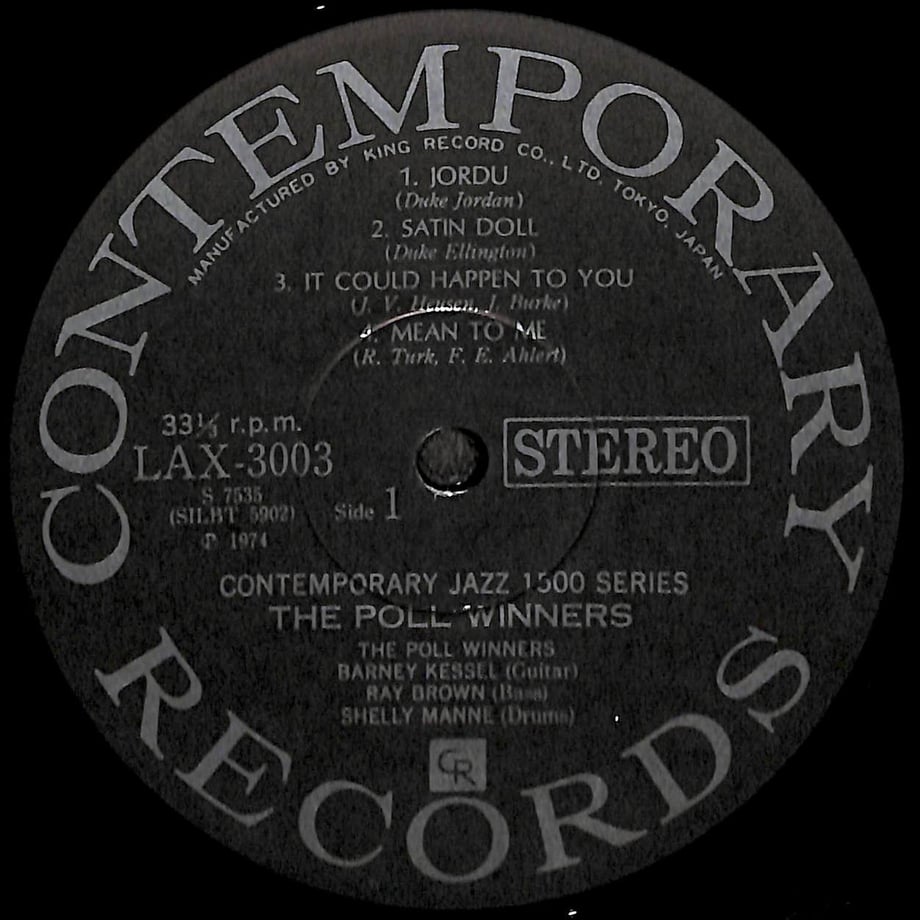 CONTEMPORARY
MANUFACTURED BY KING RECORD CO., LTD. TOKYO, JAPAN
1. JORDU
(Duke Jordan)
2. SATIN DOLL
(Duke Ellington)
3. IT COULD HAPPEN TO YOU
(J. V. Heusen, J. Burke)
4. MEAN TO ME
(R. Turk, F. E. Ahlert)
33⅓ r.p.m.
LAX-3003
STEREO
S 7535
(SILBT 5902)
Side 1
℗ 1974
CONTEMPORARY JAZZ 1500 SERIES
THE POLL WINNERS
THE POLL WINNERS
BARNEY KESSEL (Guitar)
RAY BROWN (Bass)
SHELLY MANNE (Drums)
CR
RECORDS